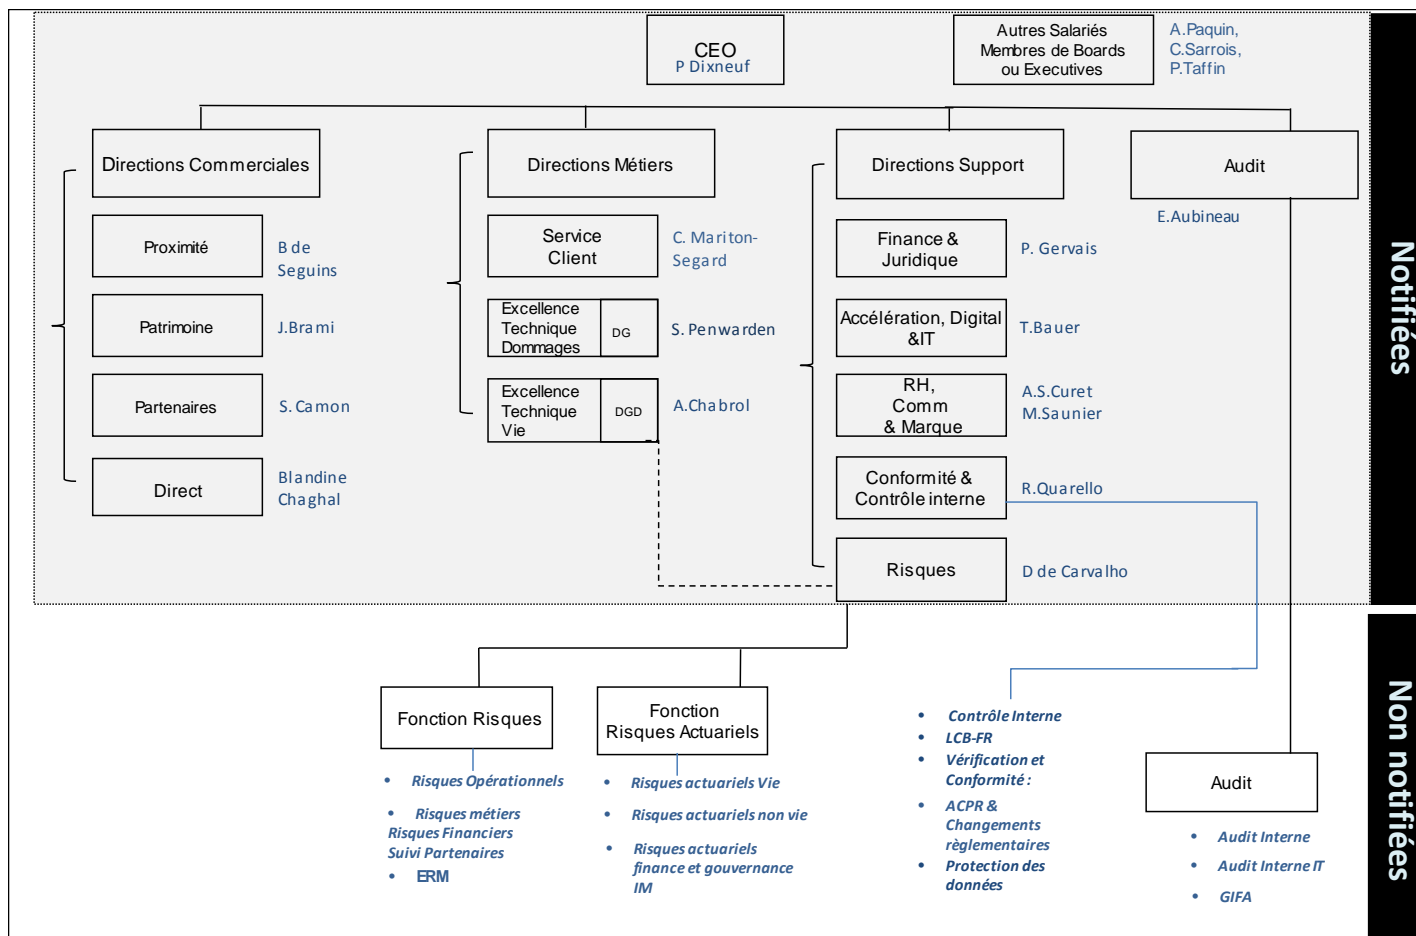 CEO
P Dixneuf
Autres Salariés
Membres de Boards
ou Executives
A.Paquin,
C.Sarrois,
P.Taffin
Directions Commerciales
Directions Métiers
Directions Support
Audit
E.Aubineau
Proximité
B de
Seguins
Patrimoine
J.Brami
Partenaires
S. Camon
Direct
Blandine
Chaghal
Service
Client
C. Mariton-
Segard
Excellence
Technique
Dommages
DG
S. Penwarden
Excellence
Technique
Vie
DGD
A.Chabrol
Finance &
Juridique
P. Gervais
Accélération, Digital
&IT
T.Bauer
RH,
Comm
& Marque
A.S.Curet
M.Saunier
Conformité &
Contrôle interne
R.Quarello
Risques
D de Carvalho
Notifiées
Fonction Risques
• Risques Opérationnels
• Risques métiers
Risques Financiers
Suivi Partenaires
• ERM
Fonction
Risques Actuariels
• Risques actuariels Vie
• Risques actuariels non vie
• Risques actuariels
finance et gouvernance
IM
• Contrôle Interne
• LCB-FR
• Vérification et
Conformité :
• ACPR &
Changements
règlementaires
• Protection des
données
Audit
• Audit Interne
• Audit Interne IT
• GIFA
Non notifiées